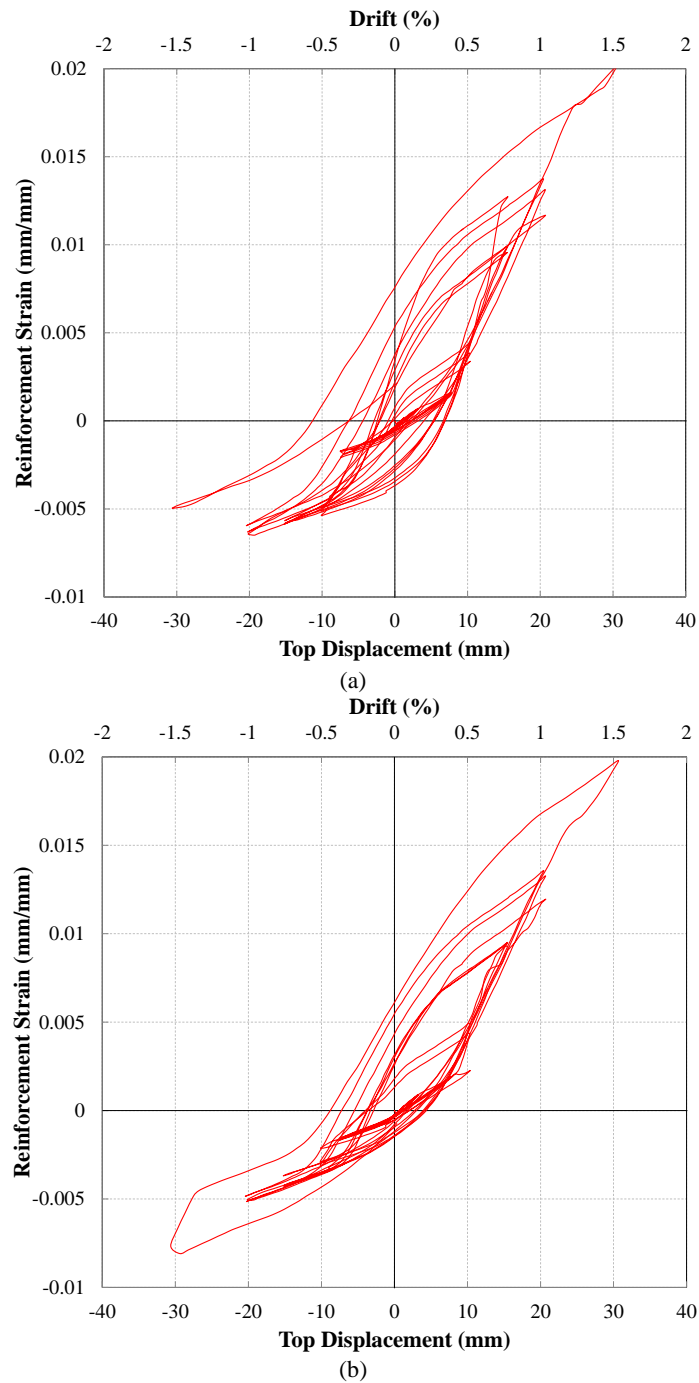 Drift (%)
-2 -1.5 -1 -0.5 0 0.5 1 1.5 2
0.02
0.015
0.01
0.005
0
-0.005
-0.01
Reinforcement Strain (mm/mm)
-40 -30 -20 -10 0 10 20 30 40
Top Displacement (mm)
(a)
Drift (%)
-2 -1.5 -1 -0.5 0 0.5 1 1.5 2
0.02
0.015
0.01
0.005
0
-0.005
-0.01
Reinforcement Strain (mm/mm)
-40 -30 -20 -10 0 10 20 30 40
Top Displacement (mm)
(b)